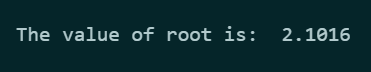 The value of root is:  2.1016